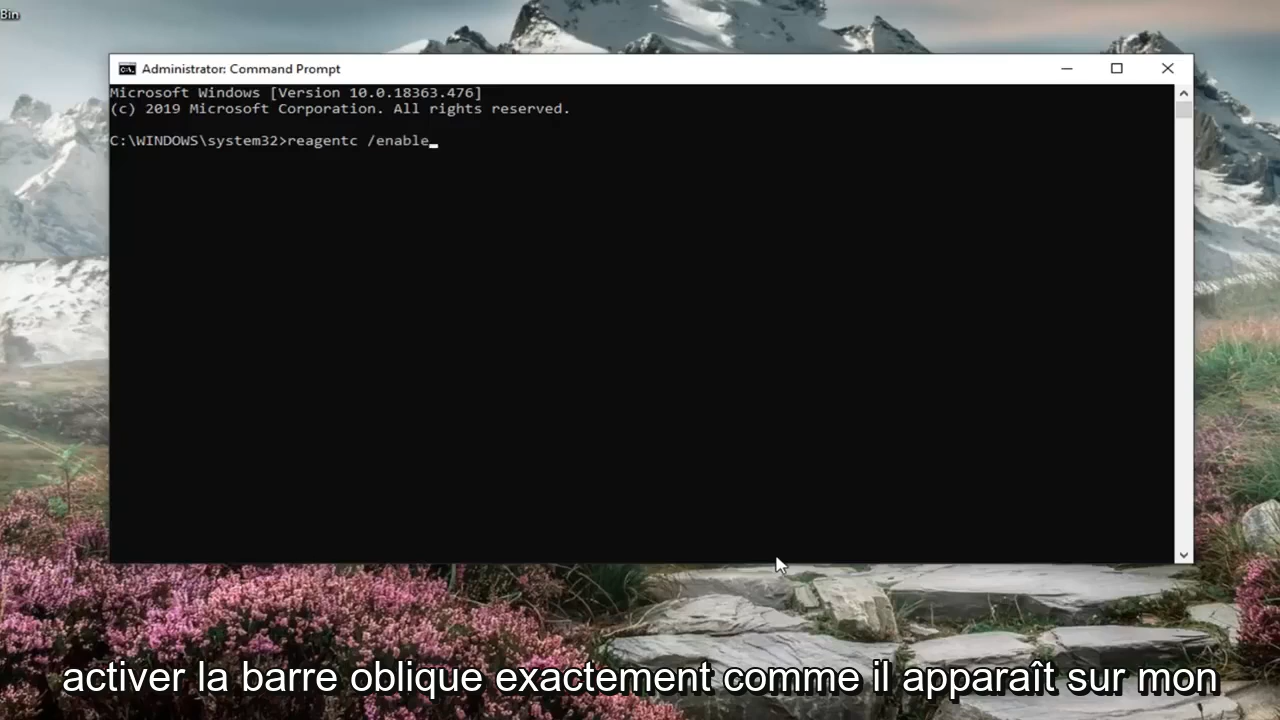 Bin
Administrator: Command Prompt
Microsoft Windows [Version 10.0.18363.476]
(c) 2019 Microsoft Corporation. All rights reserved.
C:\WINDOWS\system32>reagentc /enable
activer la barre oblique exactement comme il apparaît sur mon